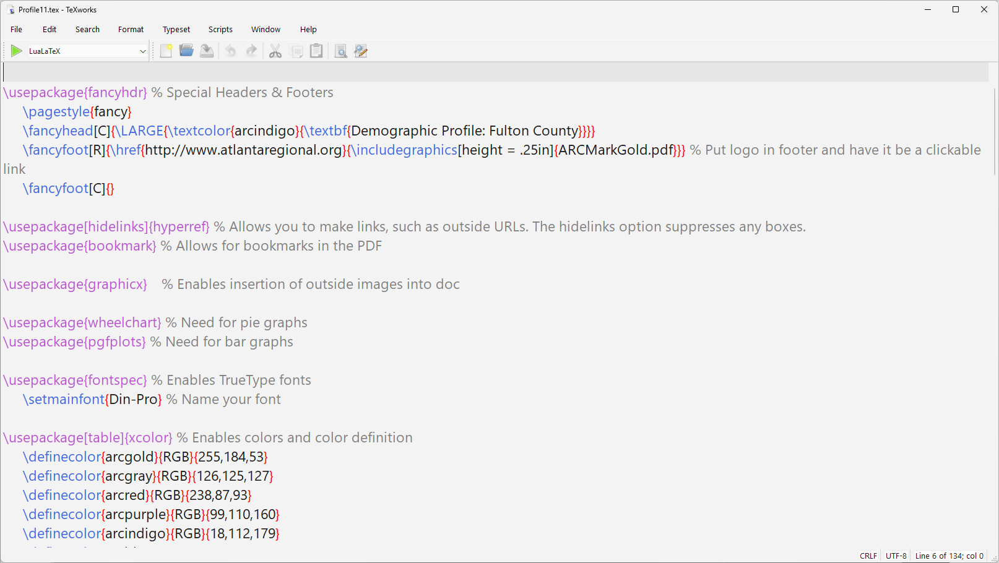 Profile11.tex - TeXworks
File Edit Search Format Typeset Scripts Window Help
LuaLaTeX
\usepackage{fancyhdr} % Special Headers & Footers
\pagestyle{fancy}
\fancyhead[C]{\LARGE{\textcolor{arcindigo}{\textbf{Demographic Profile: Fulton County}}}}
\fancyfoot[R]{\href{http://www.atlantaregional.org}{\includegraphics[height = .25in]{ARCMarkGold.pdf}}} % Put logo in footer and have it be a clickable
link
\fancyfoot[C]{}
\usepackage[hidelinks]{hyperref} % Allows you to make links, such as outside URLs. The hidelinks option suppresses any boxes.
\usepackage{bookmark} % Allows for bookmarks in the PDF
\usepackage{graphicx} % Enables insertion of outside images into doc
\usepackage{wheelchart} % Need for pie graphs
\usepackage{pgfplots} % Need for bar graphs
\usepackage{fontspec} % Enables TrueType fonts
\setmainfont{Din-Pro} % Name your font
\usepackage[table]{xcolor} % Enables colors and color definition
\definecolor{arcgold}{RGB}{255,184,53}
\definecolor{arcgray}{RGB}{126,125,127}
\definecolor{arcred}{RGB}{238,87,93}
\definecolor{arcpurple}{RGB}{99,110,160}
\definecolor{arcindigo}{RGB}{18,112,179}
CRLF UTF-8 Line 6 of 134; col 0